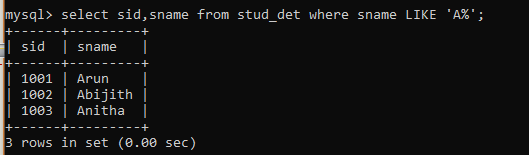 mysql> select sid,sname from stud_det where sname LIKE 'A%';
+------+---------+
| sid  | sname   |
+------+---------+
| 1001 | Arun    |
| 1002 | Abijith |
| 1003 | Anitha  |
+------+---------+
3 rows in set (0.00 sec)